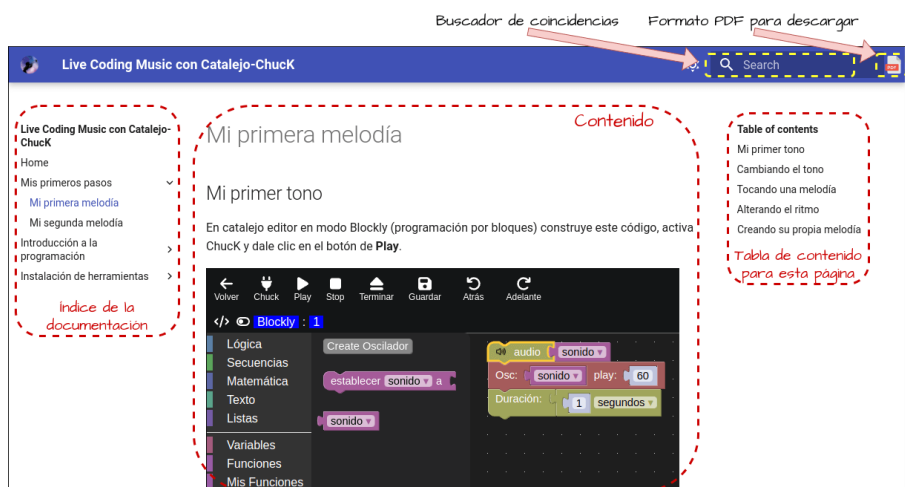 Buscador de coincidencias
Formato PDF para descargar
Live Coding Music con Catalejo-ChucK
Search
PDF
Live Coding Music con Catalejo-
ChucK
Home
Mis primeros pasos
Mi primera melodía
Mi segunda melodía
Introducción a la
programación
Instalación de herramientas
índice de la
documentación
Contenido
Mi primera melodía
Mi primer tono
En catalejo editor en modo Blockly (programación por bloques) construye este código, activa
ChucK y dale clic en el botón de Play.
Volver Chuck Play Stop Terminar Guardar Atrás Adelante
</> Blockly : 1
Lógica
Secuencias
Matemática
Texto
Listas
Variables
Funciones
Mis Funciones
Create Oscilador
establecer sonido a
sonido
audio sonido
Osc: sonido play: 60
Duración: 1 segundos
Table of contents
Mi primer tono
Cambiando el tono
Tocando una melodía
Alterando el ritmo
Creando su propia melodía
Tabla de contenido
para esta página